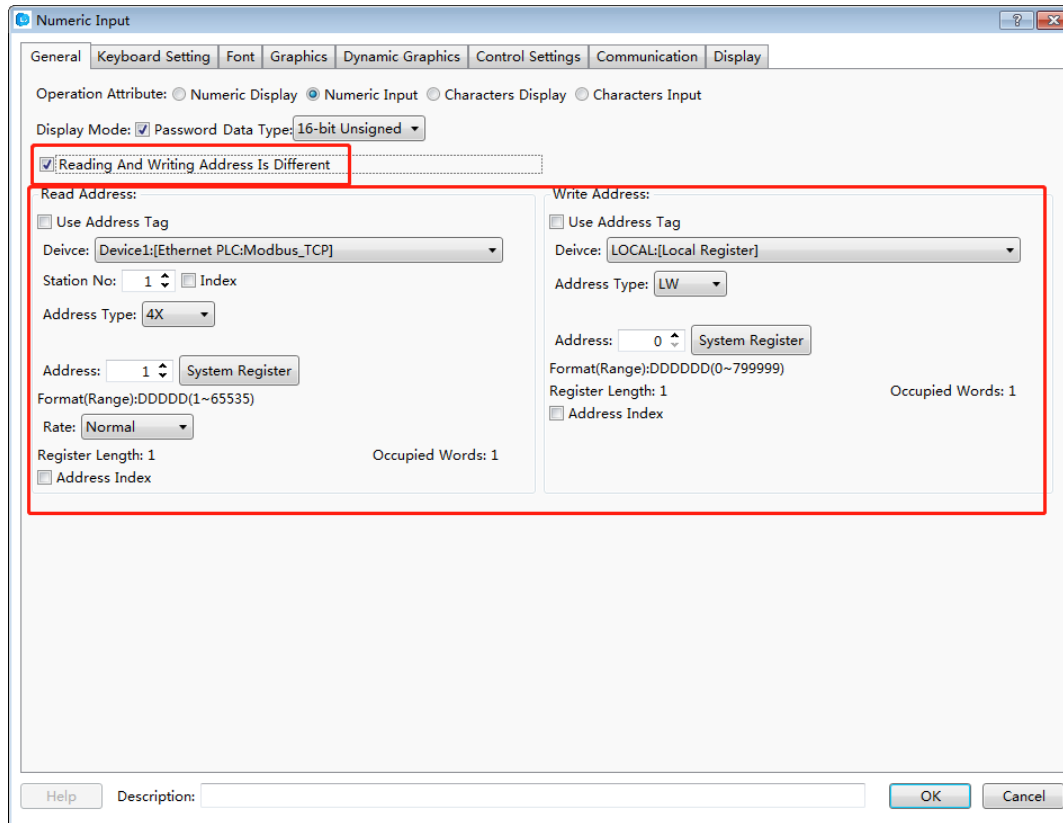 Numeric Input
General Keyboard Setting Font Graphics Dynamic Graphics Control Settings Communication Display
Operation Attribute: Numeric Display Numeric Input Characters Display Characters Input
Display Mode: Password Data Type: 16-bit Unsigned
Reading And Writing Address Is Different
Read Address:
Use Address Tag
Deivce: Device1:[Ethernet PLC:Modbus_TCP]
Station No: 1 Index
Address Type: 4X
Address: 1 System Register
Format(Range):DDDDD(1~65535)
Rate: Normal
Register Length: 1 Occupied Words: 1
Address Index
Write Address:
Use Address Tag
Deivce: LOCAL:[Local Register]
Address Type: LW
Address: 0 System Register
Format(Range):DDDDDD(0~799999)
Register Length: 1 Occupied Words: 1
Address Index
Help Description: OK Cancel